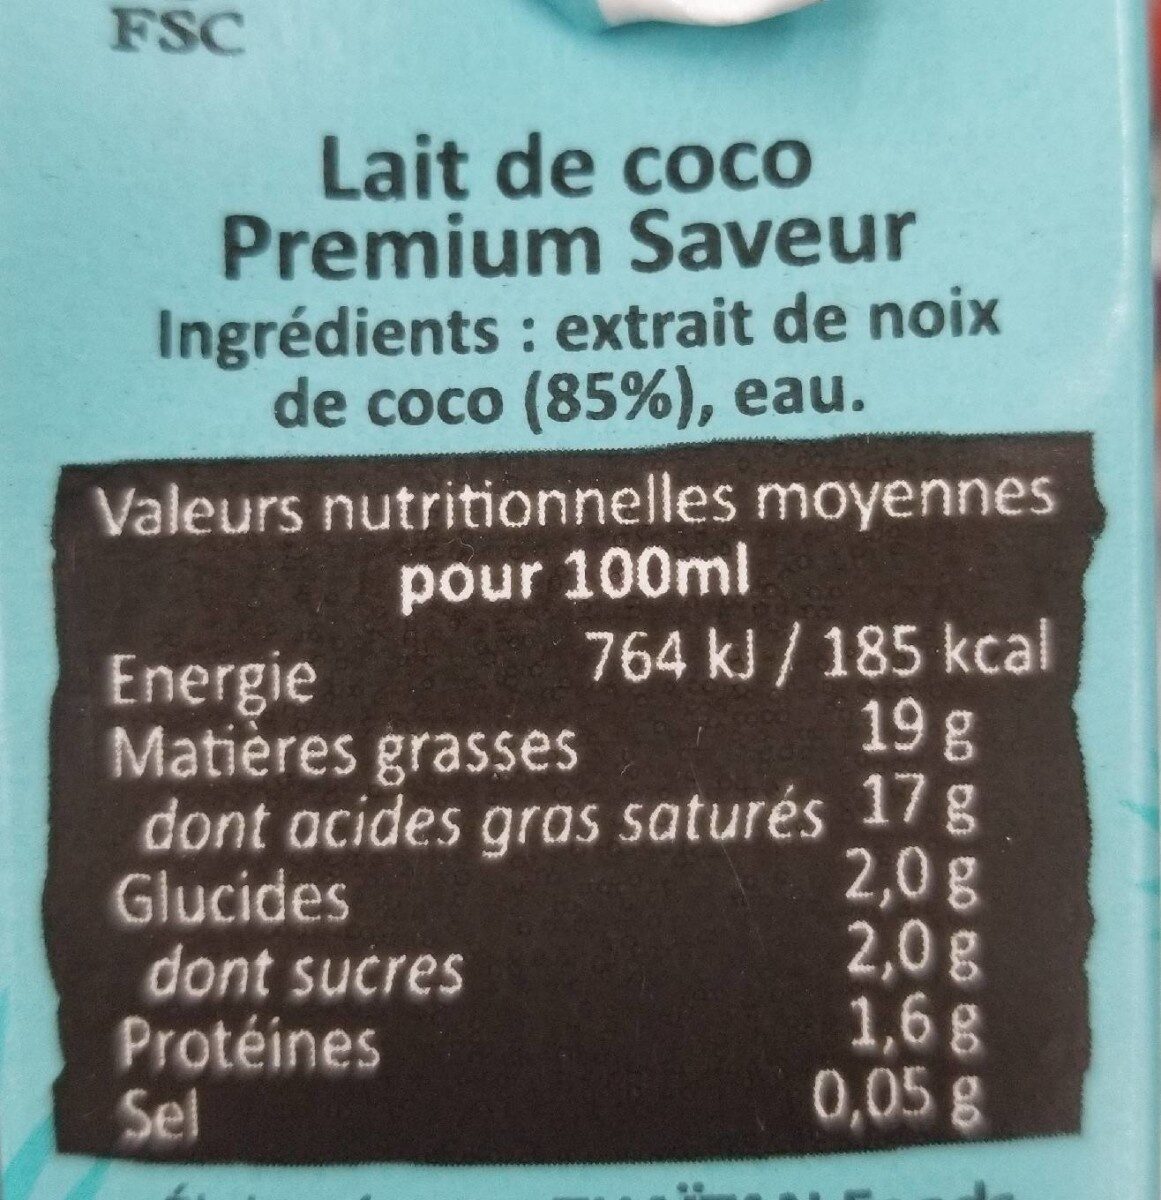 FSC
Lait de coco
Premium Saveur
Ingrédients : extrait de noix
de coco (85%), eau.
Valeurs nutritionnelles moyennes
pour 100ml
Energie 764 kJ / 185 kcal
Matières grasses 19 g
dont acides gras saturés 17 g
Glucides 2,0 g
dont sucres 2,0 g
Protéines 1,6 g
Sel 0,05 g